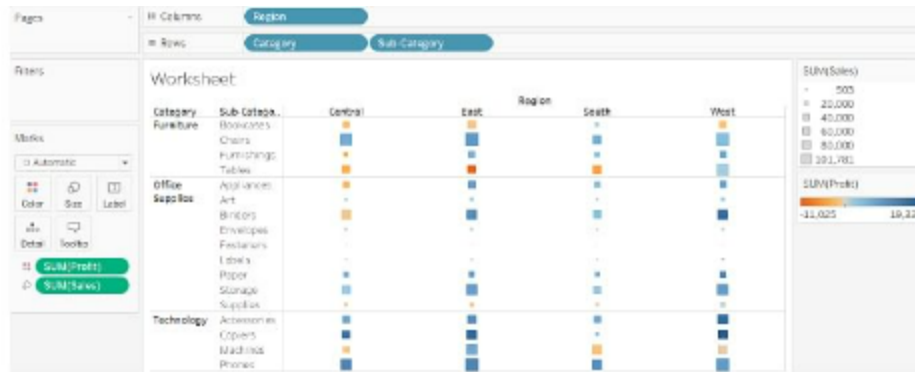 Pages
Columns Region
Rows Category Sub-Category
Filters
Worksheet
SUM(Sales)
503
20,000
40,000
60,000
80,000
101,781
Region
Category Sub-Catego.. Central East South West
Furniture Bookcases
Chairs
Furnishings
Tables
Marks
Automatic
Color Size Label
Detail Tooltip
SUM(Profit)
SUM(Sales)
Office Supplies Appliances
Art
Binders
Envelopes
Fasteners
Labels
Paper
Storage
Supplies
Technology Accessories
Copiers
Machines
Phones
SUM(Profit)
-11,025